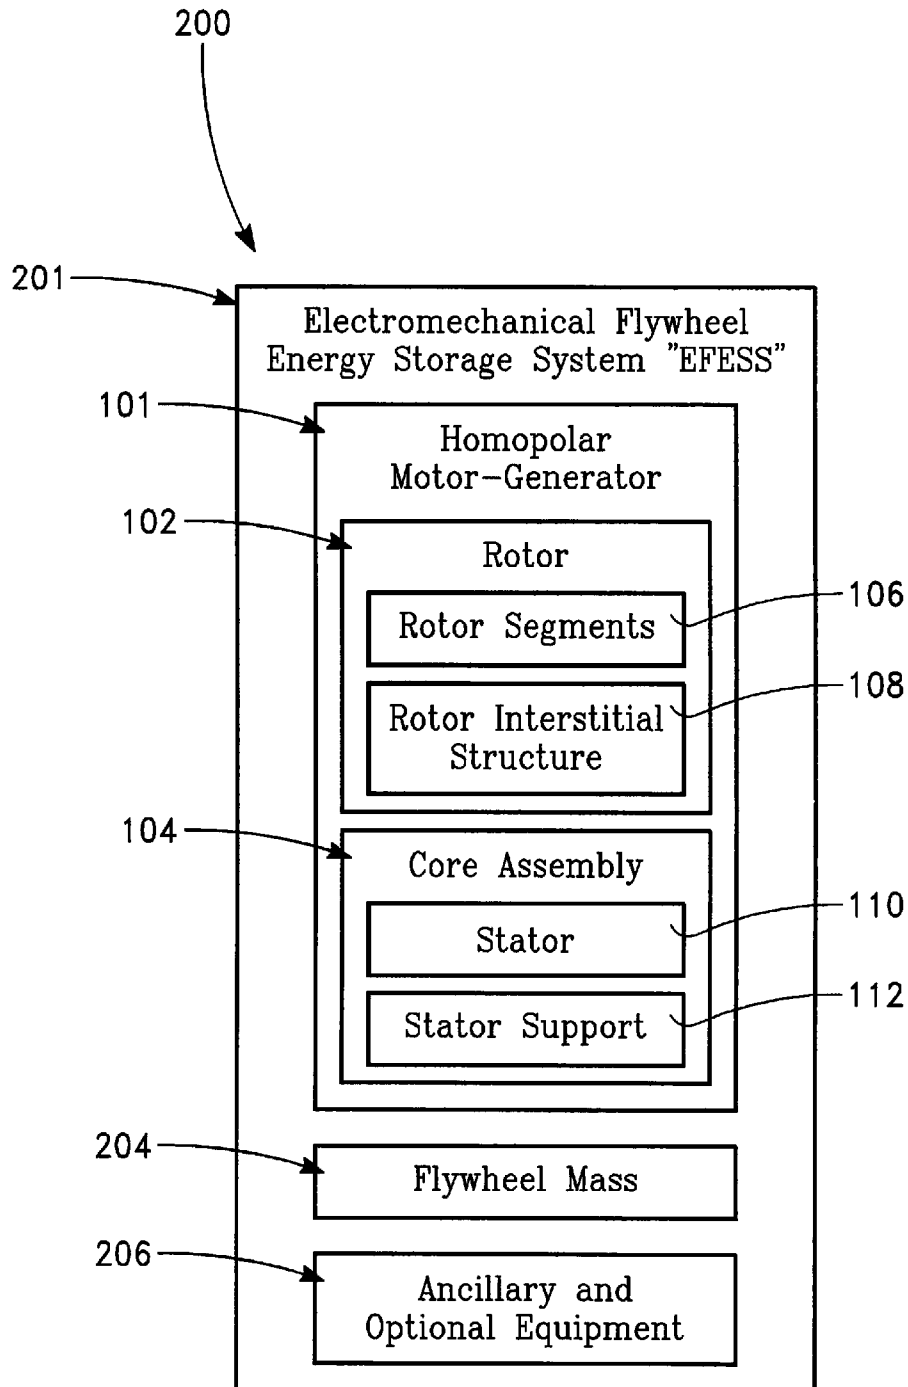 200
201
Electromechanical Flywheel
Energy Storage System "EFESS"
101
Homopolar
Motor-Generator
102
Rotor
106
Rotor Segments
108
Rotor Interstitial
Structure
104
Core Assembly
110
Stator
112
Stator Support
204
Flywheel Mass
206
Ancillary and
Optional Equipment